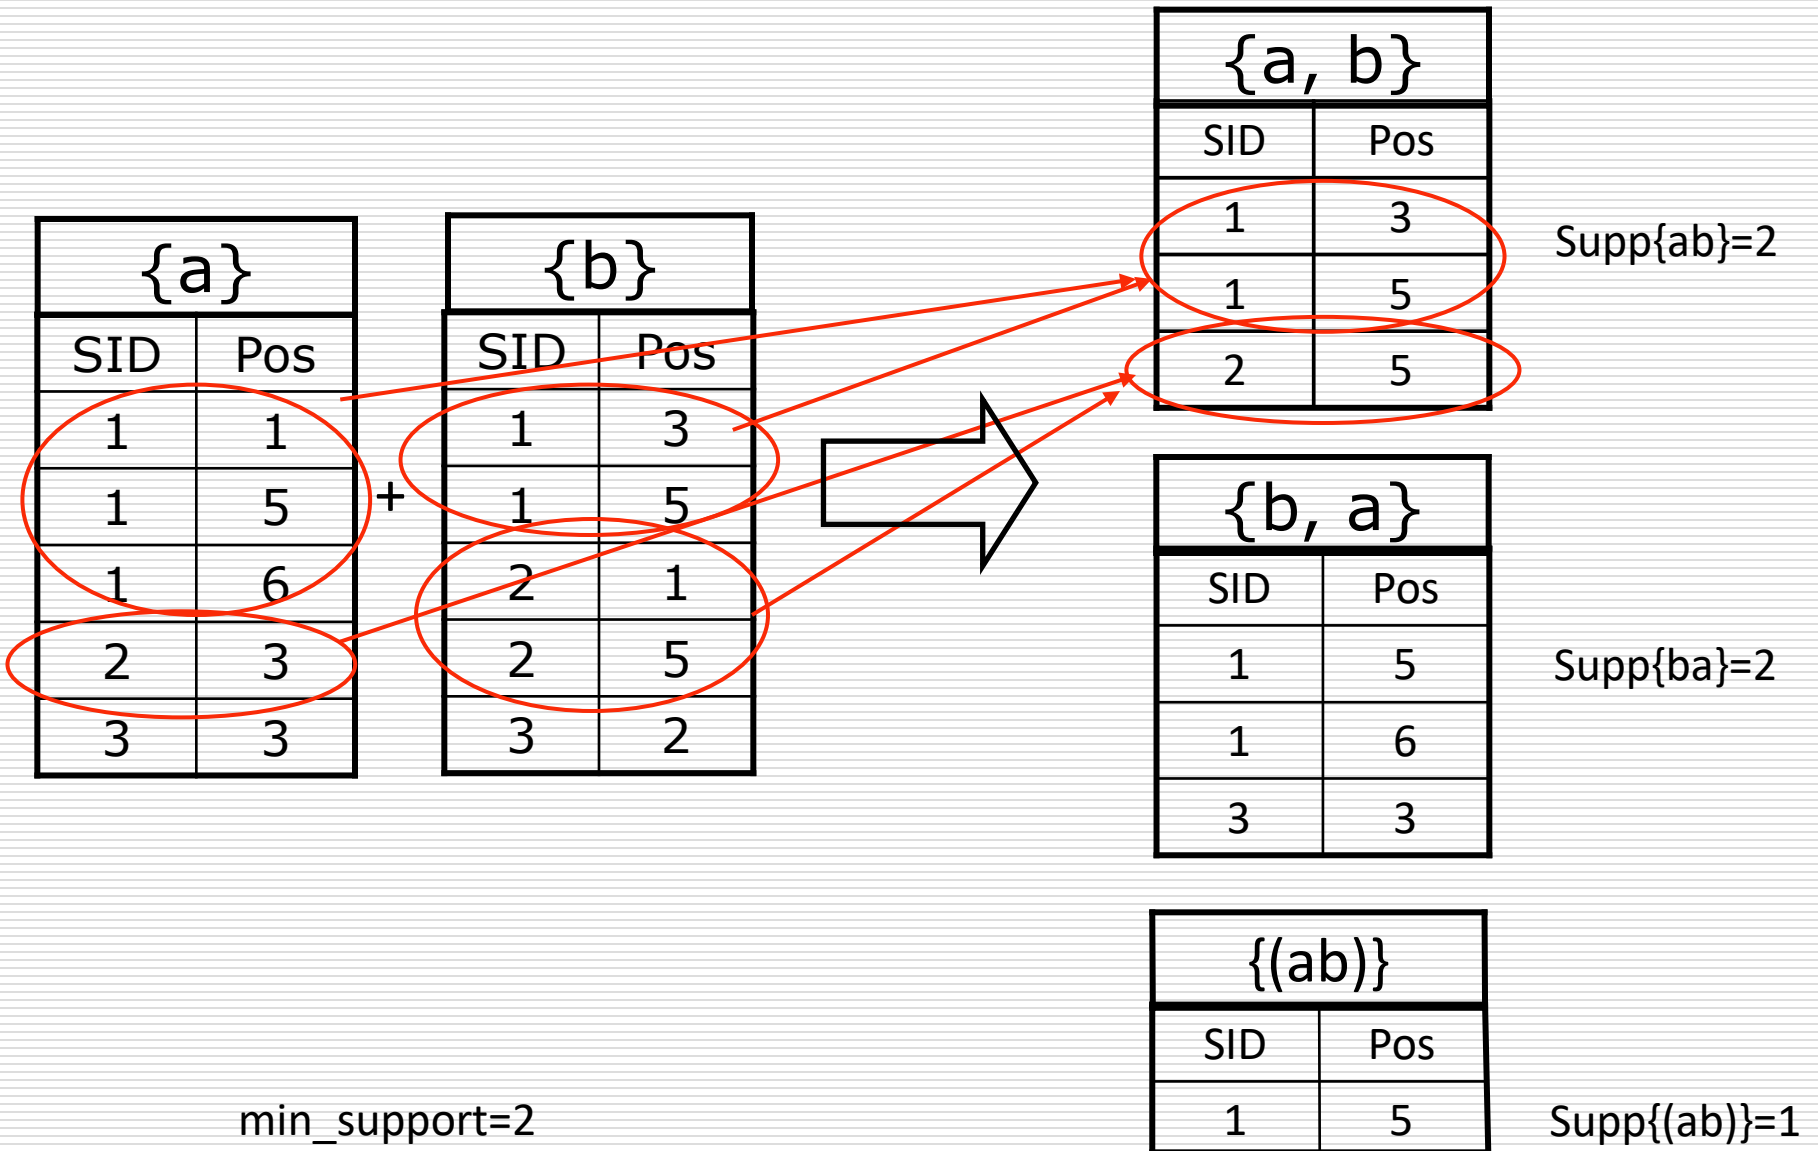 {a}
SID Pos
1 1
1 5
1 6
2 3
3 3
+
{b}
SID Pos
1 3
1 5
2 1
2 5
3 2
{a, b}
SID Pos
1 3
1 5
2 5
Supp{ab}=2
{b, a}
SID Pos
1 5
1 6
3 3
Supp{ba}=2
{(ab)}
SID Pos
1 5
Supp{(ab)}=1
min_support=2